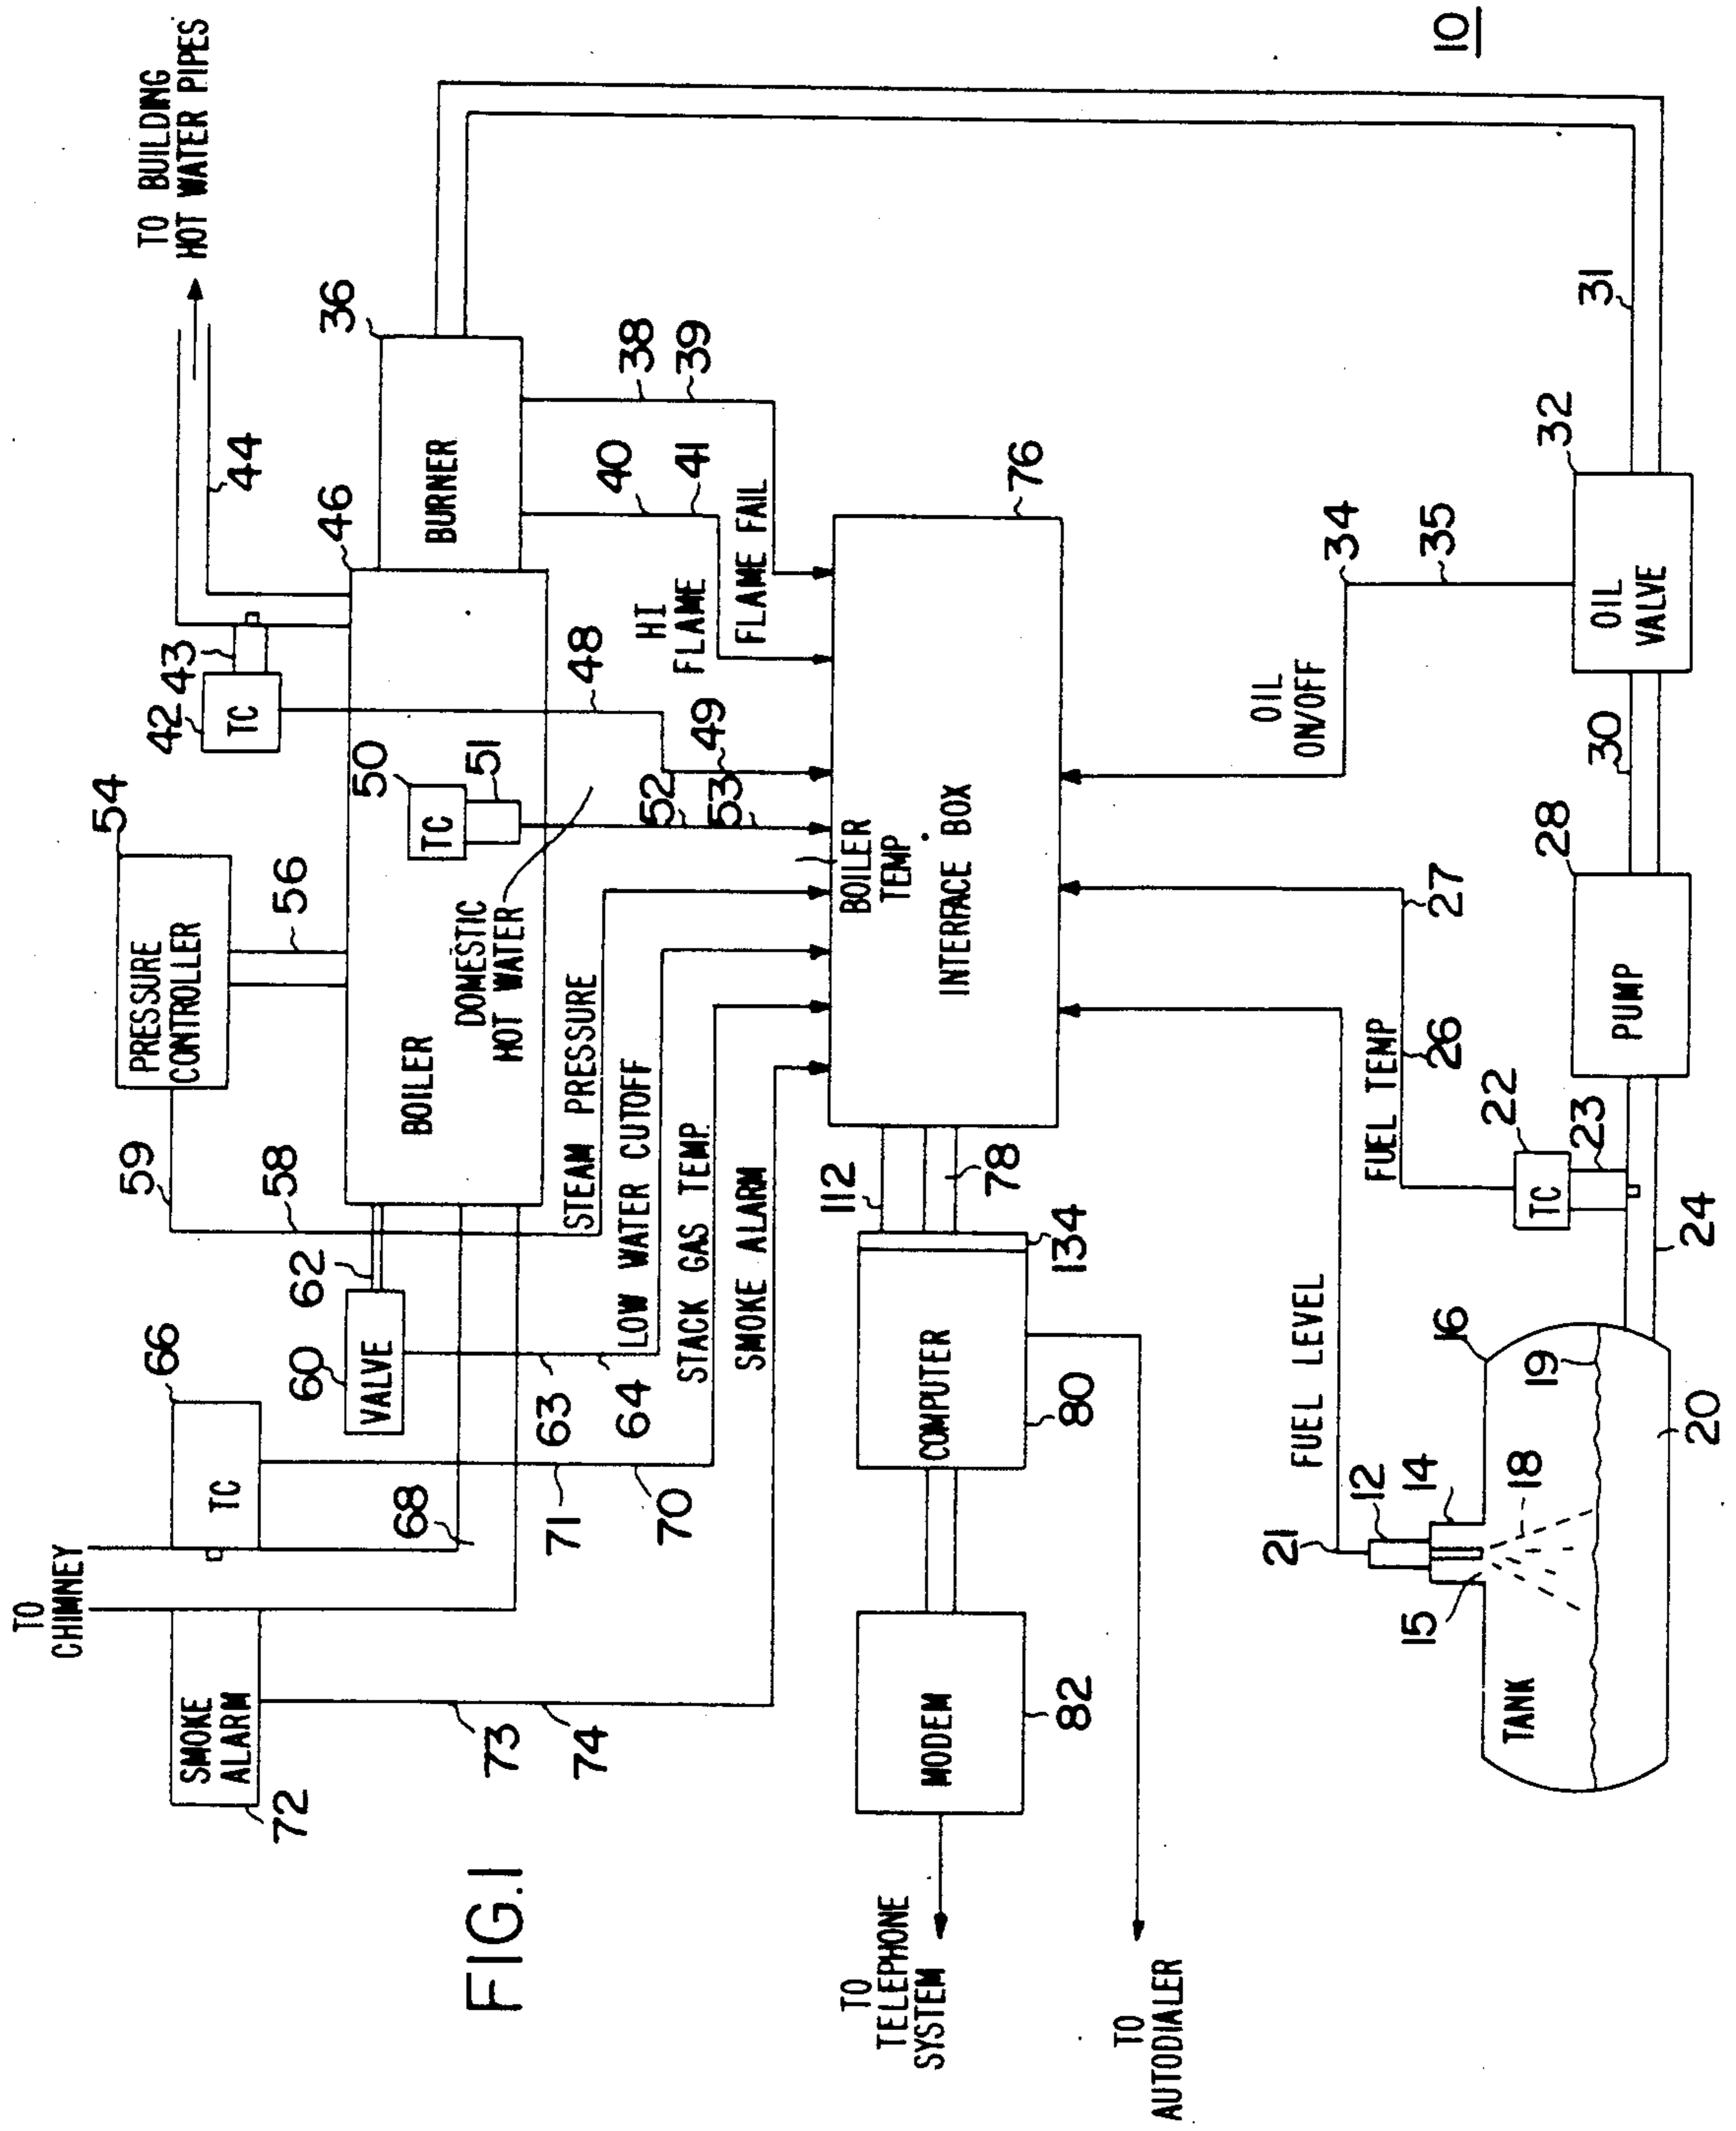 FIG.1
10
TO
CHIMNEY
SMOKE
ALARM
72
TC
66
68
73
74
71
70
VALVE
60
62
63
64
59
58
PRESSURE
CONTROLLER
54
56
BOILER
46
DOMESTIC
HOT WATER
TC
50
51
52
53
TC
42
43
44
48
49
TO BUILDING
HOT WATER PIPES
BURNER
36
38
39
40
41
HI
FLAME
FLAME FAIL
STEAM PRESSURE
LOW WATER CUTOFF
STACK GAS TEMP.
SMOKE ALARM
BOILER
TEMP
INTERFACE BOX
76
112
78
134
COMPUTER
80
MODEM
82
TO
TELEPHONE
SYSTEM
TO
AUTODIALER
FUEL LEVEL
21
12
14
15
18
16
19
20
TANK
FUEL TEMP
26
27
TC
22
23
24
PUMP
28
30
OIL
ON/OFF
34
35
OIL
VALVE
32
31